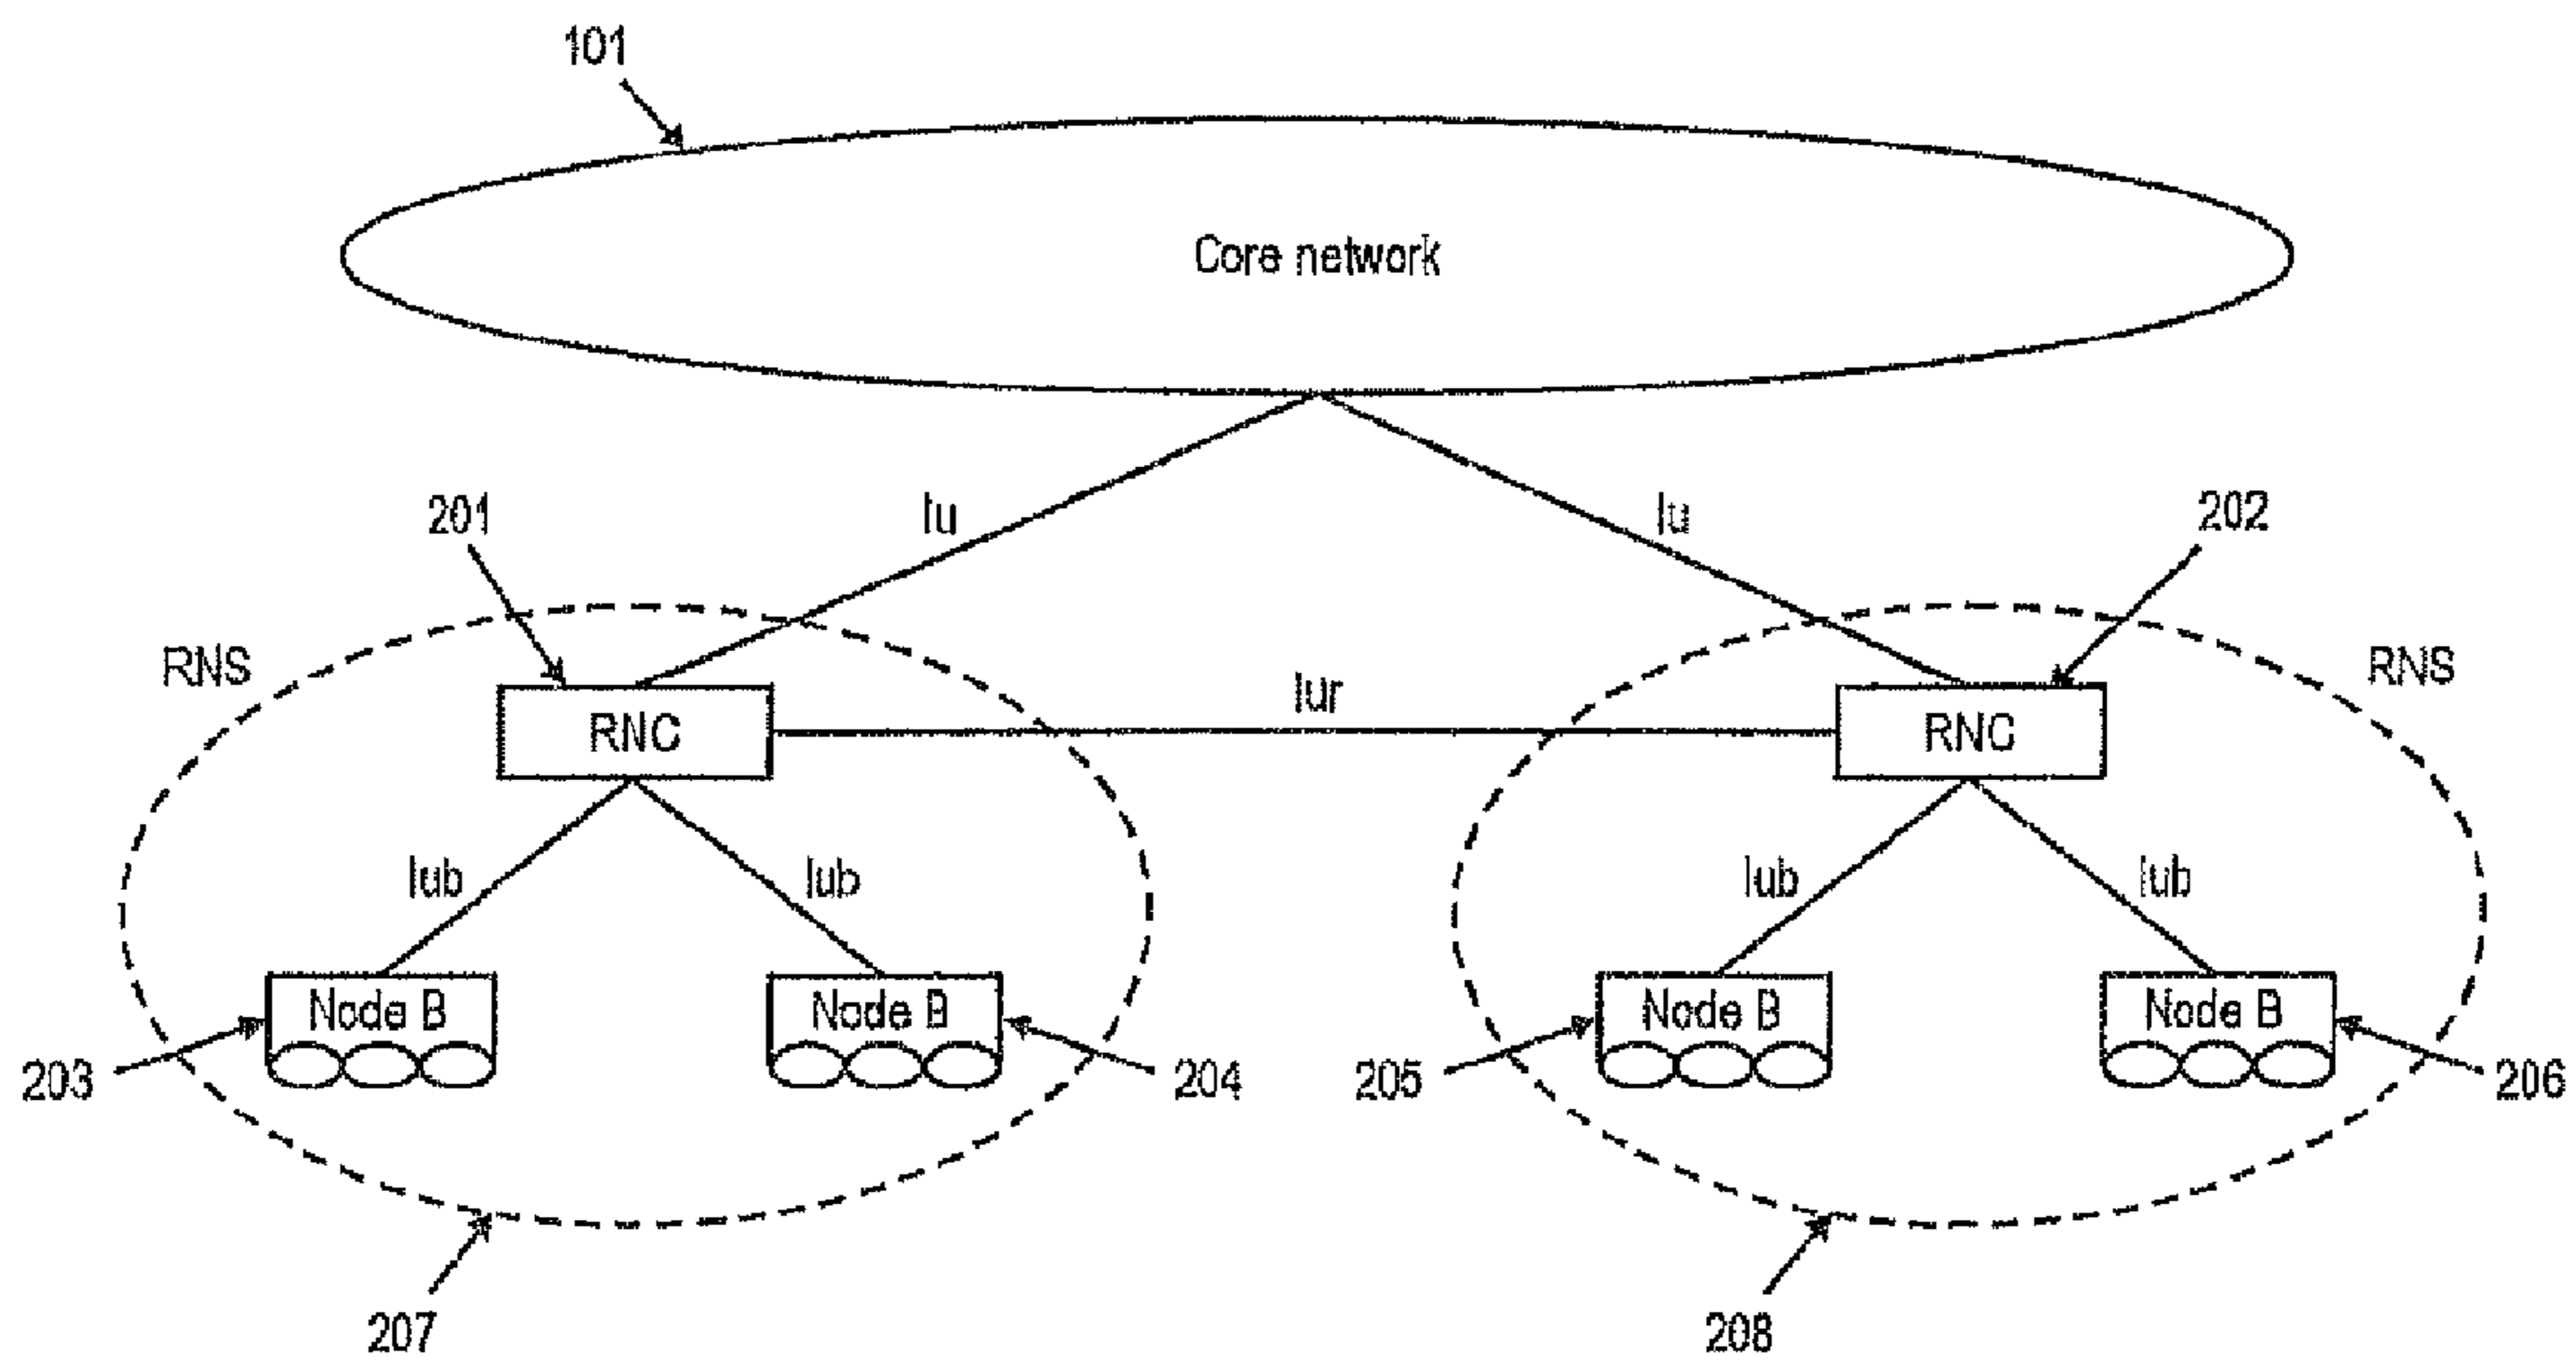 101
Core network
201
Iu
Iu
202
RNS
RNS
RNC
Iur
RNC
Iub
Iub
Iub
Iub
Node B
Node B
Node B
Node B
203
204
205
206
207
208